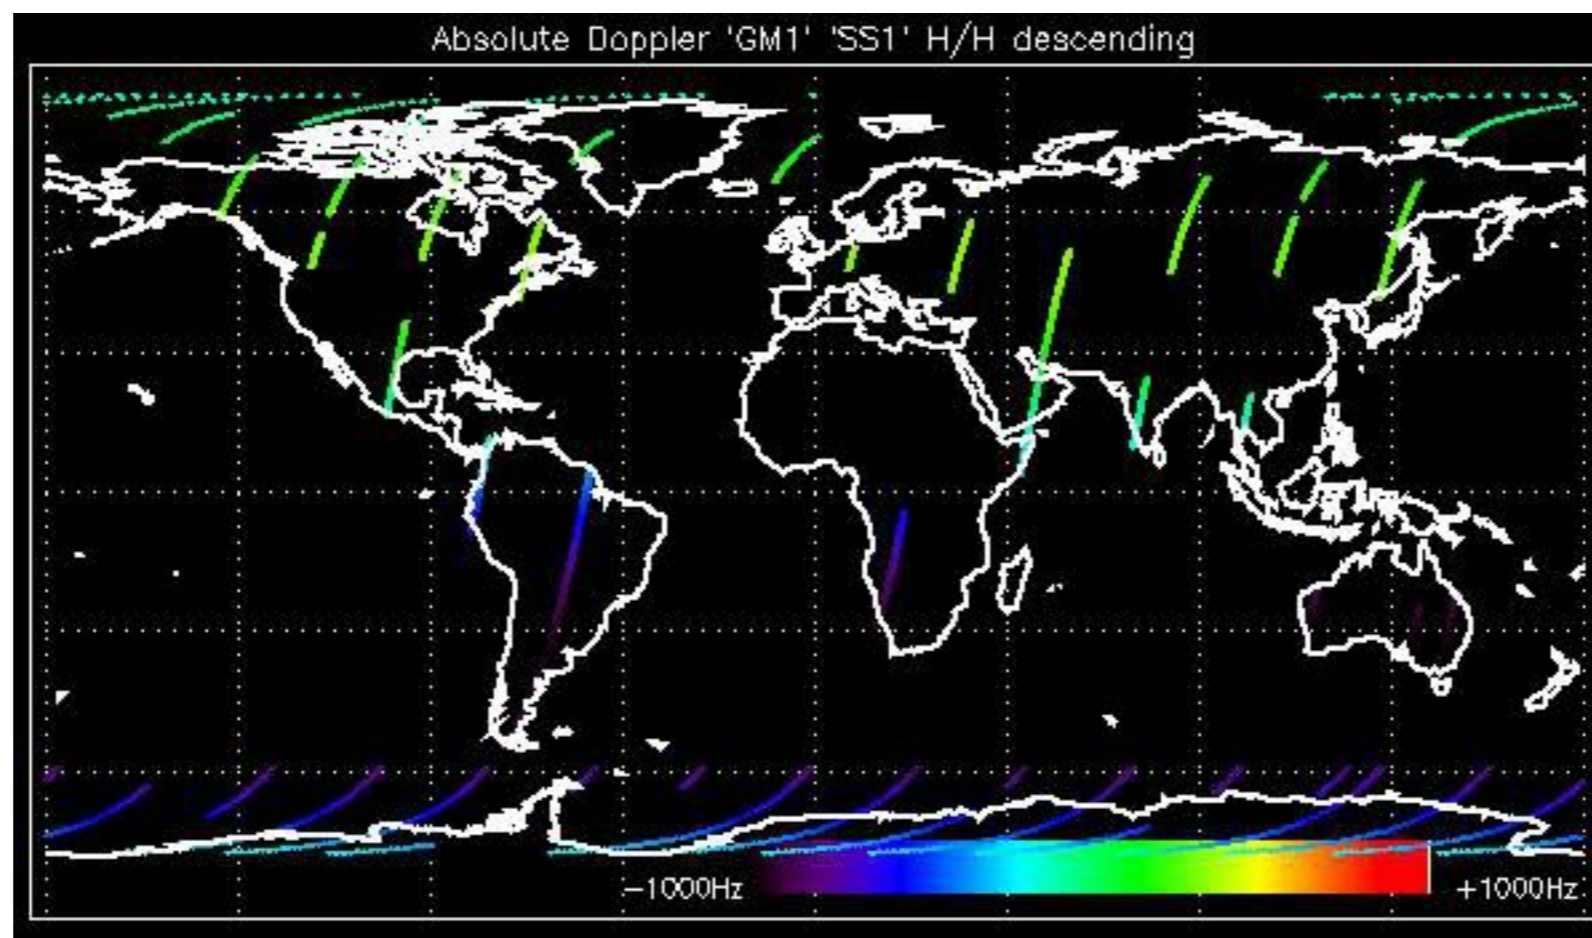 Absolute Doppler 'GM1' 'SS1' H/H descending
-1000Hz
+1000Hz